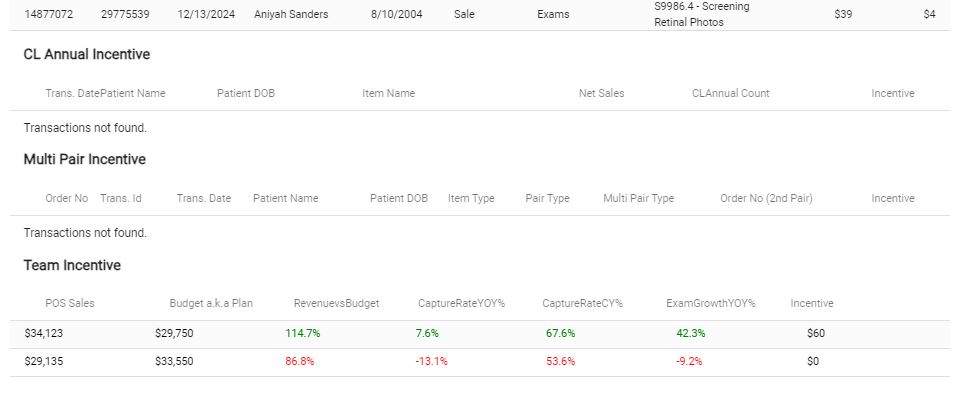 14877072 29775539 12/13/2024 Aniyah Sanders 8/10/2004 Sale Exams S9986.4 - Screening Retinal Photos $39 $4
CL Annual Incentive
Trans. DatePatient Name Patient DOB Item Name Net Sales CLAnnual Count Incentive
Transactions not found.
Multi Pair Incentive
Order No Trans. Id Trans. Date Patient Name Patient DOB Item Type Pair Type Multi Pair Type Order No (2nd Pair) Incentive
Transactions not found.
Team Incentive
POS Sales Budget a.k.a Plan RevenuevsBudget CaptureRateYOY% CaptureRateCY% ExamGrowthYOY% Incentive
$34,123 $29,750 114.7% 7.6% 67.6% 42.3% $60
$29,135 $33,550 86.8% -13.1% 53.6% -9.2% $0